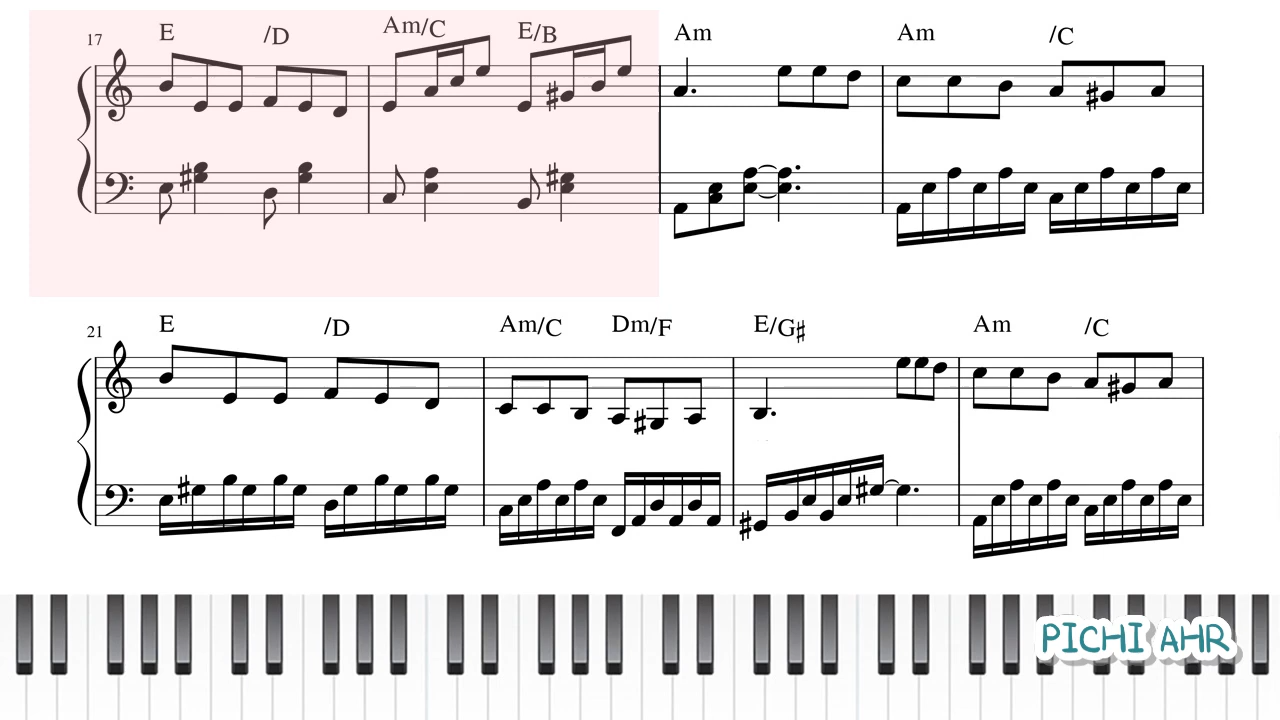 17 E /D Am/C E/B Am Am /C
21 E /D Am/C Dm/F E/G♯ Am /C
PICHI AHR